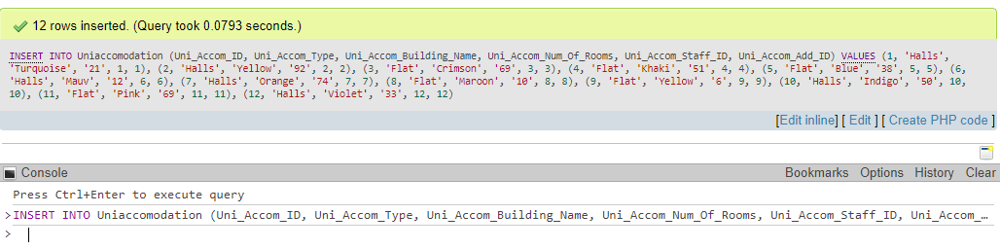 12 rows inserted. (Query took 0.0793 seconds.)
INSERT INTO Uniaccomodation (Uni_Accom_ID, Uni_Accom_Type, Uni_Accom_Building_Name, Uni_Accom_Num_Of_Rooms, Uni_Accom_Staff_ID, Uni_Accom_Add_ID) VALUES (1, 'Halls',
'Turquoise', '21', 1, 1), (2, 'Halls', 'Yellow', '92', 2, 2), (3, 'Flat', 'Crimson', '69', 3, 3), (4, 'Flat', 'Khaki', '51', 4, 4), (5, 'Flat', 'Blue', '38', 5, 5), (6,
'Halls', 'Mauv', '12', 6, 6), (7, 'Halls', 'Orange', '74', 7, 7), (8, 'Flat', 'Maroon', '10', 8, 8), (9, 'Flat', 'Yellow', '6', 9, 9), (10, 'Halls', 'Indigo', '50', 10,
10), (11, 'Flat', 'Pink', '69', 11, 11), (12, 'Halls', 'Violet', '33', 12, 12)
[Edit inline] [ Edit ] [ Create PHP code ]
Console Bookmarks Options History Clear
Press Ctrl+Enter to execute query
>INSERT INTO Uniaccomodation (Uni_Accom_ID, Uni_Accom_Type, Uni_Accom_Building_Name, Uni_Accom_Num_Of_Rooms, Uni_Accom_Staff_ID, Uni_Accom_…
>